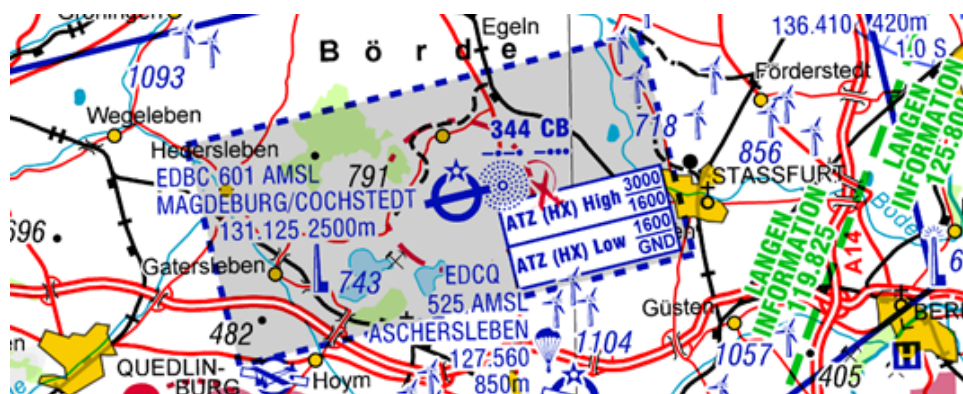 Gröningen
Egeln
B ö r d e
136.410
420m
1.0 S
1093
Förderstedt
LANGEN
INFORMATION
125.800
Wegeleben
344 CB
718
856
Hedersleben
791
STASSFURT
EDBC 601 AMSL
MAGDEBURG/COCHSTEDT
131.125 2500m
ATZ (HX) High 3000
1600
ATZ (HX) Low 1600
GND
Bode
696
LANGEN
INFORMATION
119.825
A14
Gatersleben
743
EDCQ
525 AMSL
ASCHERSLEBEN
127.560
850m
Güsten
482
1104
1057
405
BER
H
QUEDLIN-
BURG
Hoym